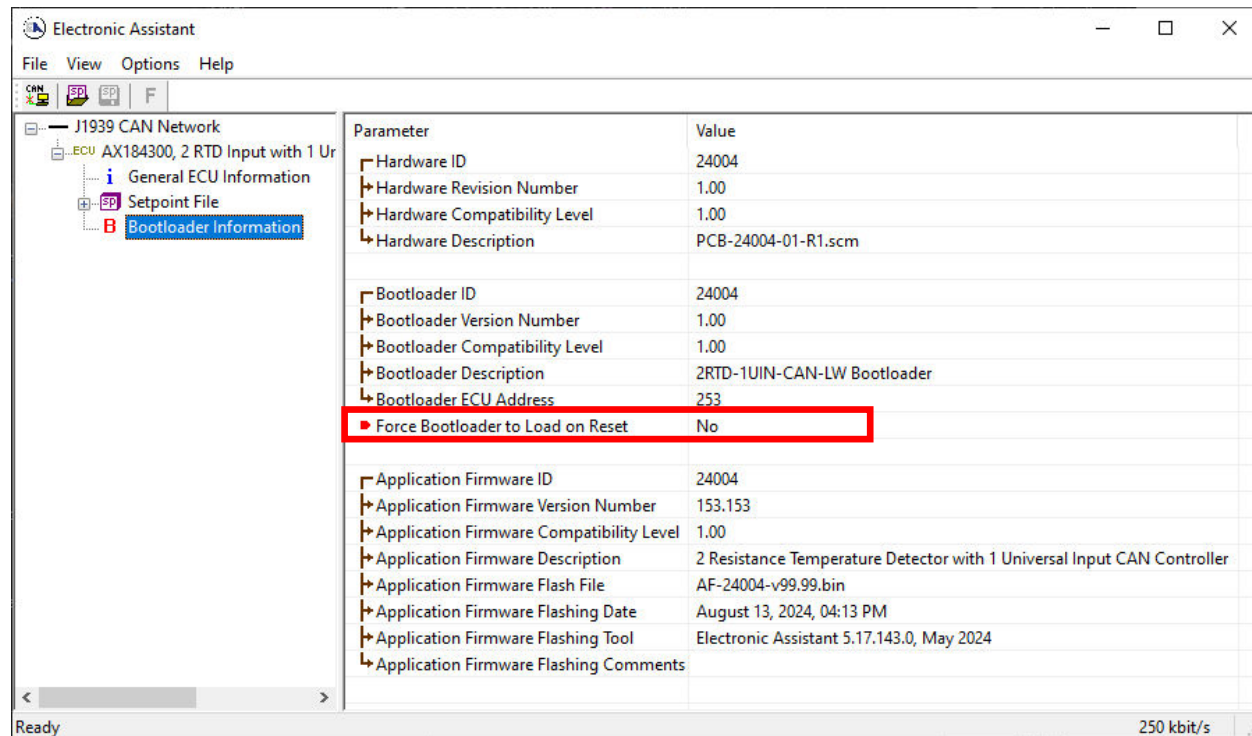 Electronic Assistant
File View Options Help
CAN SP SP F
J1939 CAN Network
ECU AX184300, 2 RTD Input with 1 Ur
i General ECU Information
SP Setpoint File
B Bootloader Information
Parameter Value
Hardware ID 24004
Hardware Revision Number 1.00
Hardware Compatibility Level 1.00
Hardware Description PCB-24004-01-R1.scm
Bootloader ID 24004
Bootloader Version Number 1.00
Bootloader Compatibility Level 1.00
Bootloader Description 2RTD-1UIN-CAN-LW Bootloader
Bootloader ECU Address 253
Force Bootloader to Load on Reset No
Application Firmware ID 24004
Application Firmware Version Number 153.153
Application Firmware Compatibility Level 1.00
Application Firmware Description 2 Resistance Temperature Detector with 1 Universal Input CAN Controller
Application Firmware Flash File AF-24004-v99.99.bin
Application Firmware Flashing Date August 13, 2024, 04:13 PM
Application Firmware Flashing Tool Electronic Assistant 5.17.143.0, May 2024
Application Firmware Flashing Comments
Ready 250 kbit/s